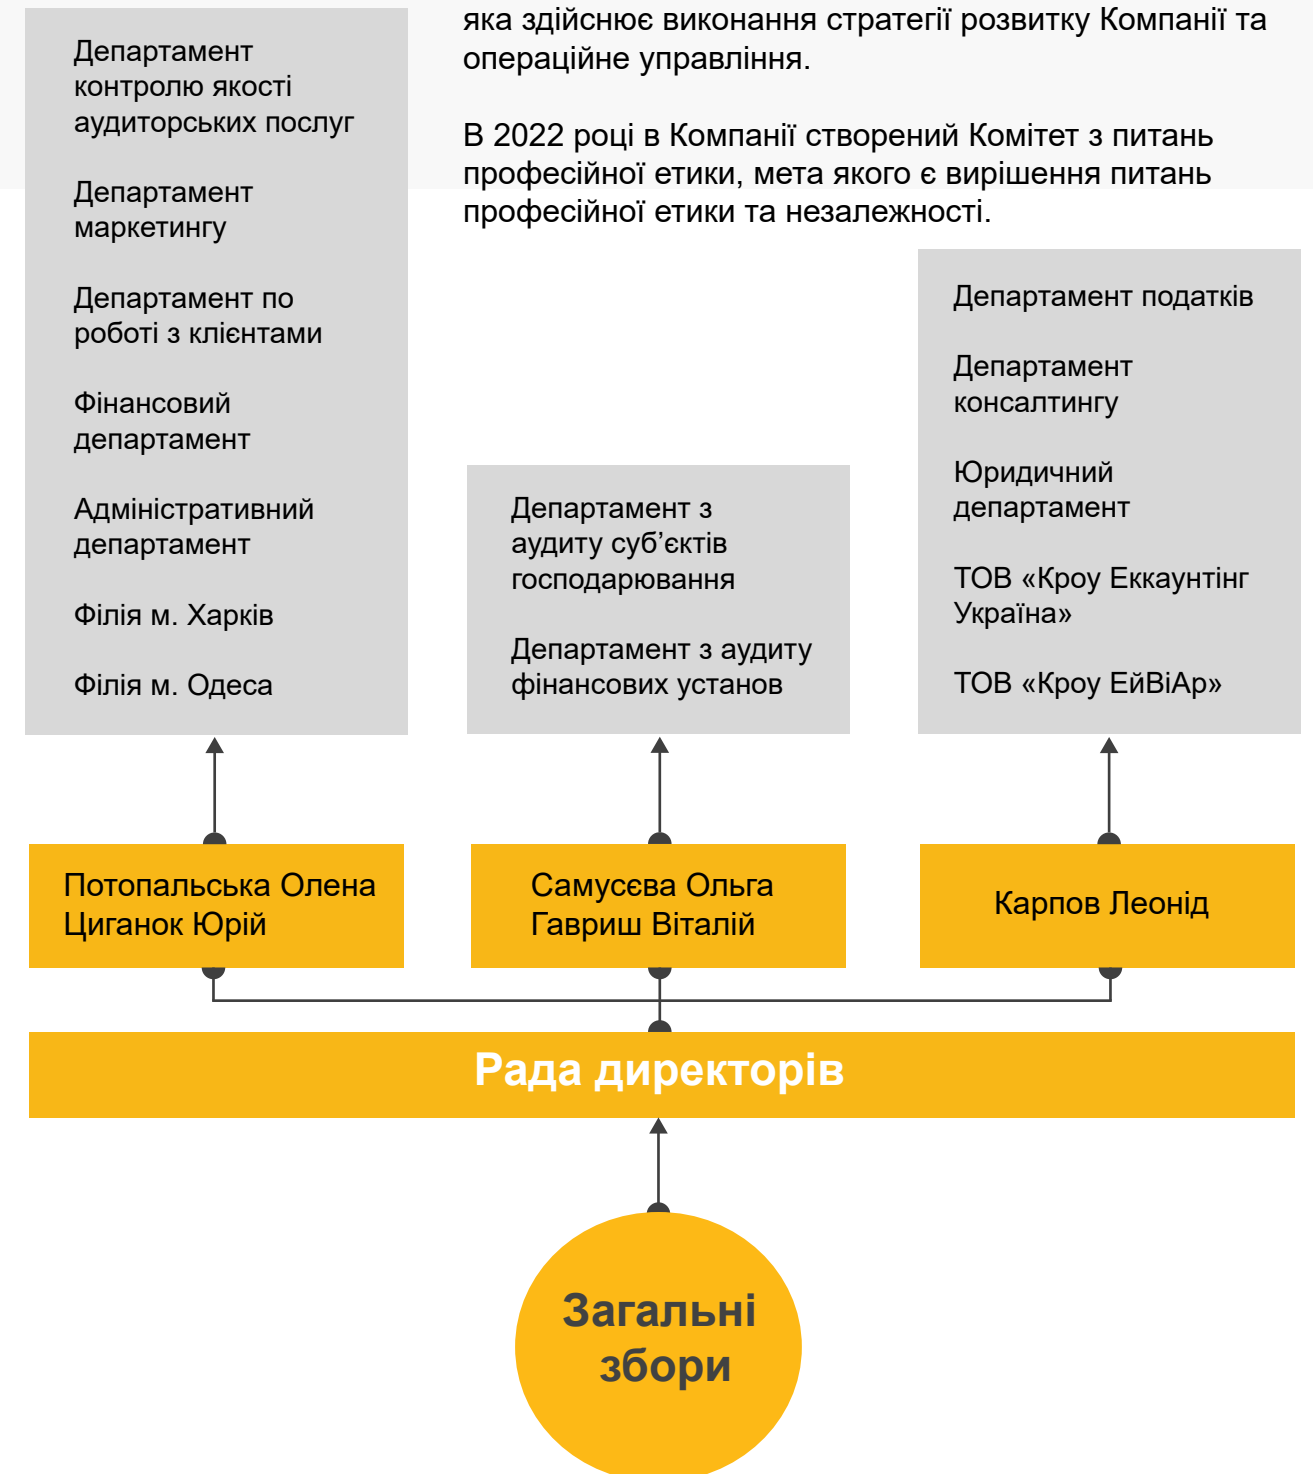 яка здійснює виконання стратегії розвитку Компанії та
операційне управління.
В 2022 році в Компанії створений Комітет з питань
професійної етики, мета якого є вирішення питань
професійної етики та незалежності.
Департамент
контролю якості
аудиторських послуг
Департамент
маркетингу
Департамент по
роботі з клієнтами
Фінансовий
департамент
Адміністративний
департамент
Філія м. Харків
Філія м. Одеса
Департамент з
аудиту суб’єктів
господарювання
Департамент з аудиту
фінансових установ
Департамент податків
Департамент
консалтингу
Юридичний
департамент
ТОВ «Кроу Еккаунтінг
Україна»
ТОВ «Кроу ЕйВіАр»
Потопальська Олена
Циганок Юрій
Самусєва Ольга
Гавриш Віталій
Карпов Леонід
Рада директорів
Загальні
збори